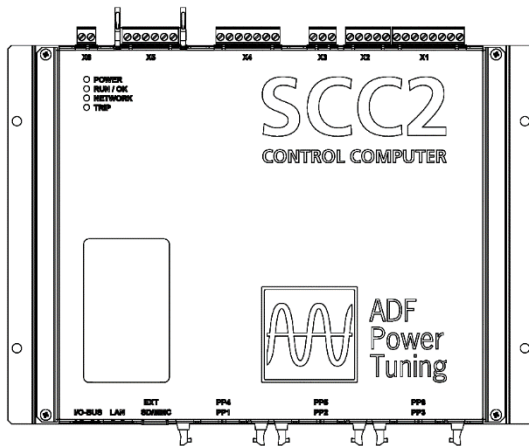 X6 X5 X4 X3 X2 X1
POWER
RUN / OK
NETWORK
TRIP
SCC2
CONTROL COMPUTER
ADF
Power
Tuning
EXT PP4 PP5 PP6
I/O-BUS LAN SD/MMC PP1 PP2 PP3